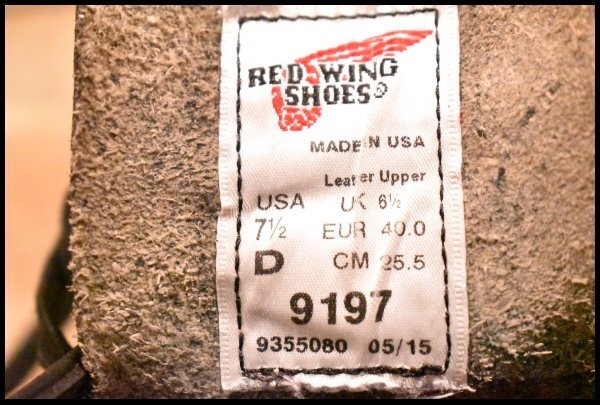 RED WING
SHOES®
MADE IN USA
Leather Upper
USA UK 6½
7½ EUR 40.0
D CM 25.5
9197
9355080 05/15